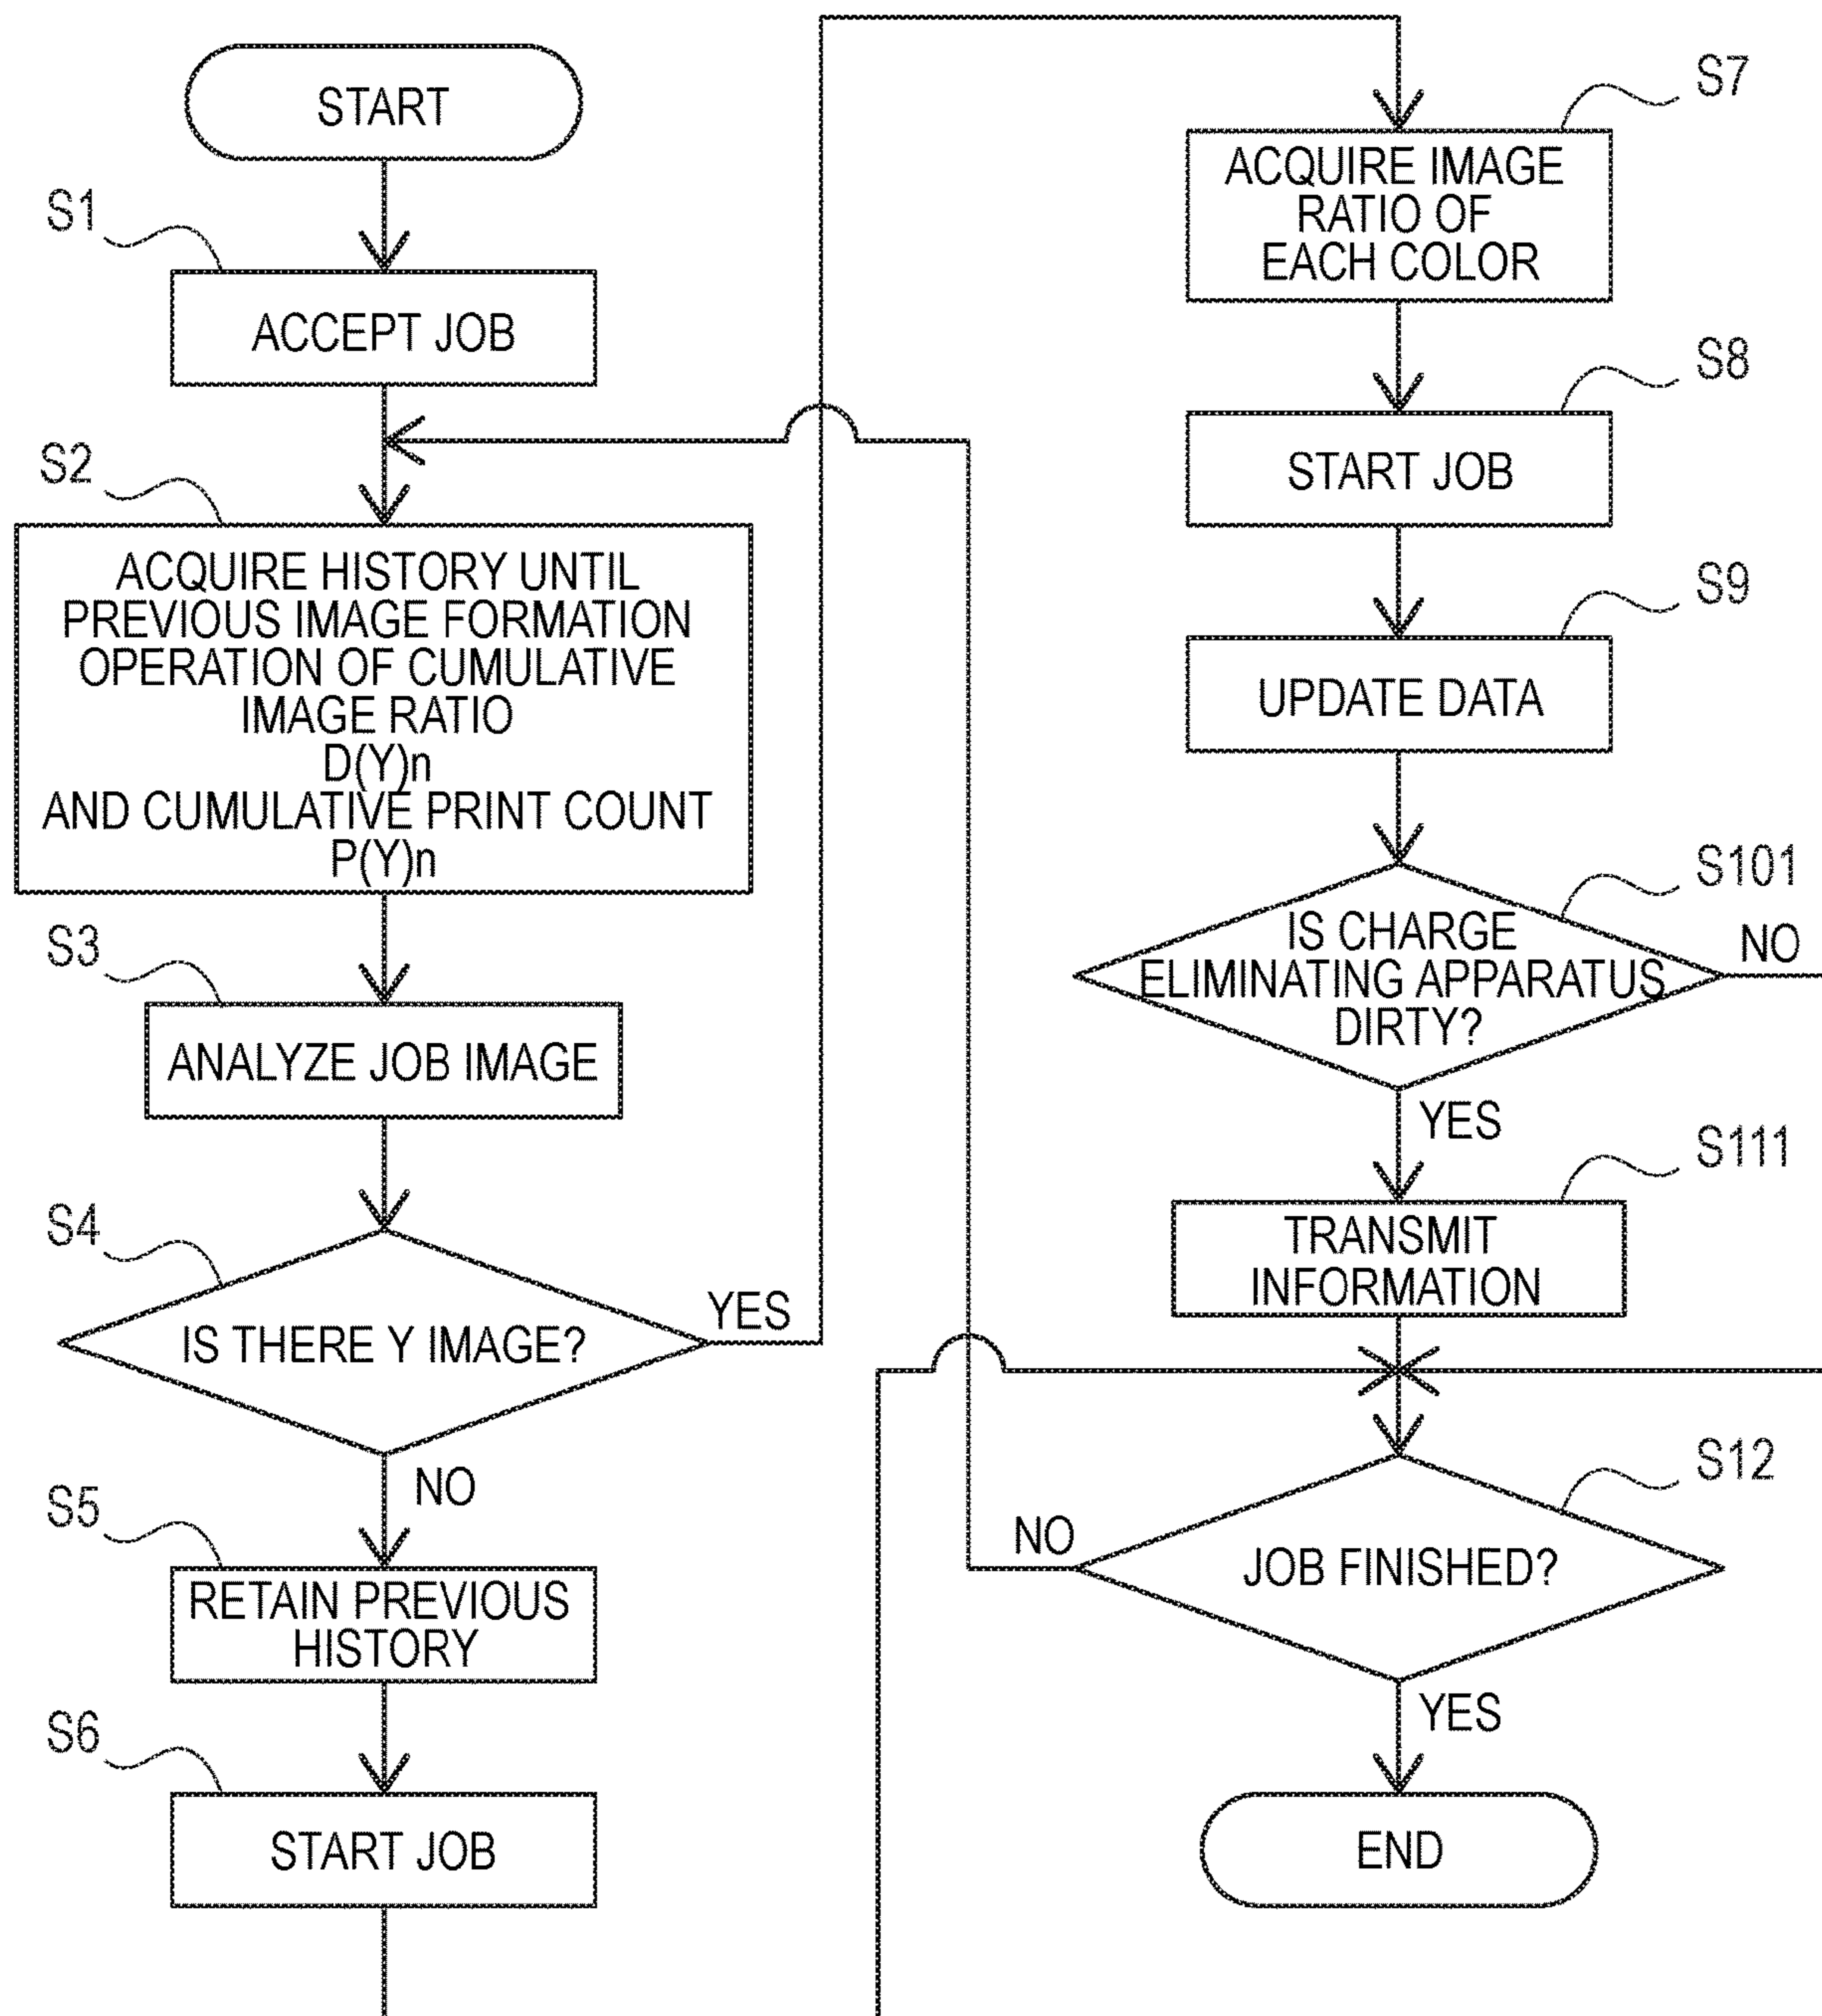 START
S1
ACCEPT JOB
S2
ACQUIRE HISTORY UNTIL
PREVIOUS IMAGE FORMATION
OPERATION OF CUMULATIVE
IMAGE RATIO
D(Y)n
AND CUMULATIVE PRINT COUNT
P(Y)n
S3
ANALYZE JOB IMAGE
S4
IS THERE Y IMAGE?
YES
NO
S5
RETAIN PREVIOUS
HISTORY
S6
START JOB
S7
ACQUIRE IMAGE
RATIO OF
EACH COLOR
S8
START JOB
S9
UPDATE DATA
S101
IS CHARGE
ELIMINATING APPARATUS
DIRTY?
NO
YES
S111
TRANSMIT
INFORMATION
S12
JOB FINISHED?
NO
YES
END